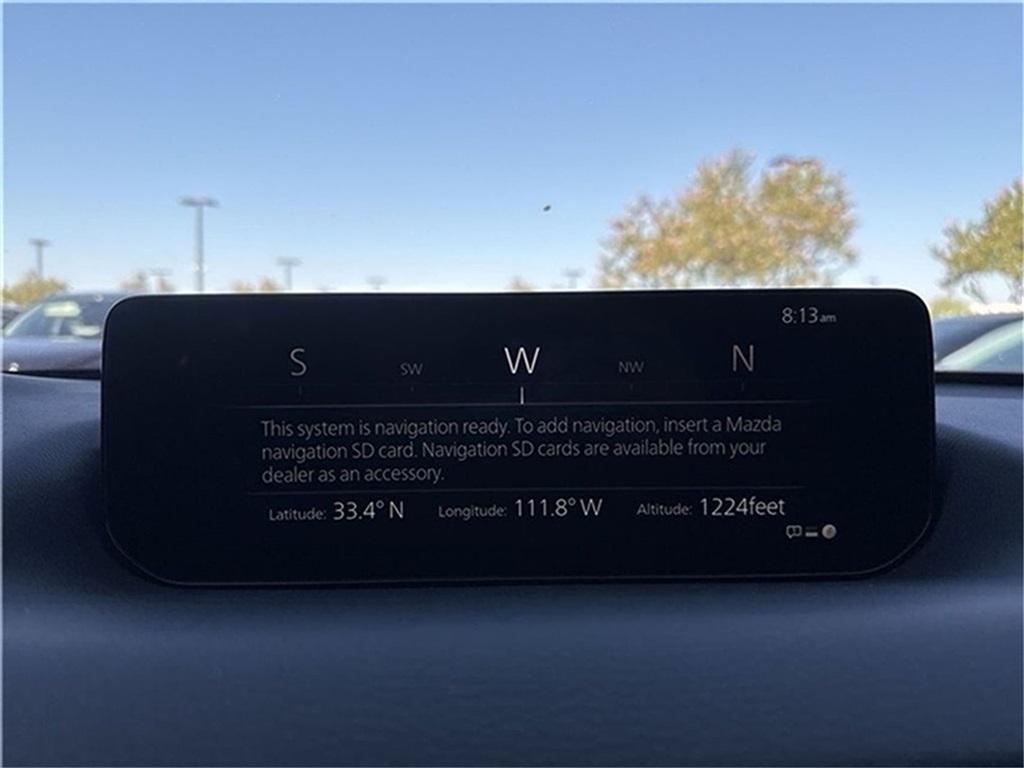 8:13am
S SW W NW N
This system is navigation ready. To add navigation, insert a Mazda
navigation SD card. Navigation SD cards are available from your
dealer as an accessory.
Latitude: 33.4° N Longitude: 111.8° W Altitude: 1224feet